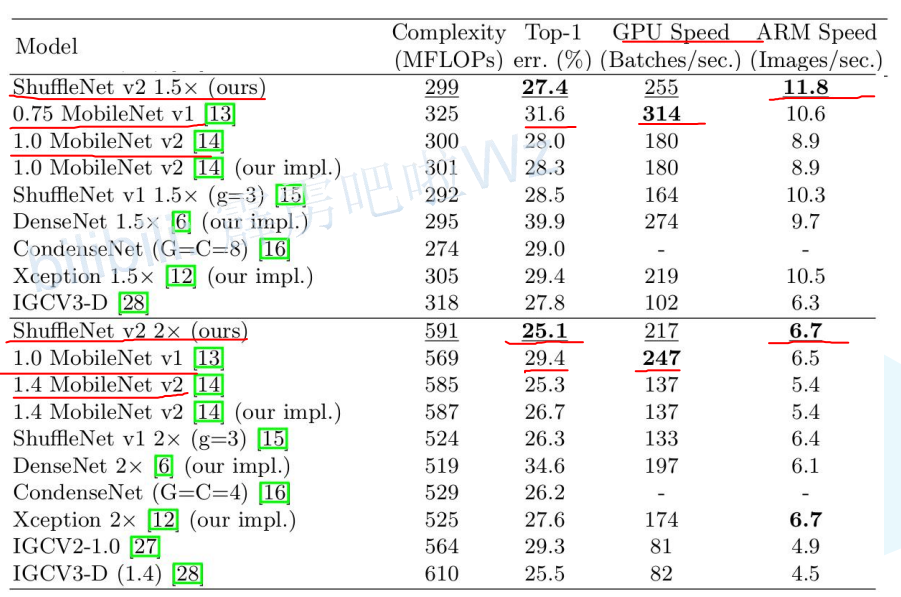 Model Complexity (MFLOPs) Top-1 err. (%) GPU Speed (Batches/sec.) ARM Speed (Images/sec.)
ShuffleNet v2 1.5× (ours) 299 27.4 255 11.8
0.75 MobileNet v1 [13] 325 31.6 314 10.6
1.0 MobileNet v2 [14] 300 28.0 180 8.9
1.0 MobileNet v2 [14] (our impl.) 301 28.3 180 8.9
ShuffleNet v1 1.5× (g=3) [15] 292 28.5 164 10.3
DenseNet 1.5× [6] (our impl.) 295 39.9 274 9.7
CondenseNet (G=C=8) [16] 274 29.0 - -
Xception 1.5× [12] (our impl.) 305 29.4 219 10.5
IGCV3-D [28] 318 27.8 102 6.3
ShuffleNet v2 2× (ours) 591 25.1 217 6.7
1.0 MobileNet v1 [13] 569 29.4 247 6.5
1.4 MobileNet v2 [14] 585 25.3 137 5.4
1.4 MobileNet v2 [14] (our impl.) 587 26.7 137 5.4
ShuffleNet v1 2× (g=3) [15] 524 26.3 133 6.4
DenseNet 2× [6] (our impl.) 519 34.6 197 6.1
CondenseNet (G=C=4) [16] 529 26.2 - -
Xception 2× [12] (our impl.) 525 27.6 174 6.7
IGCV2-1.0 [27] 564 29.3 81 4.9
IGCV3-D (1.4) [28] 610 25.5 82 4.5
bilibili: 霹雳吧啦Wz